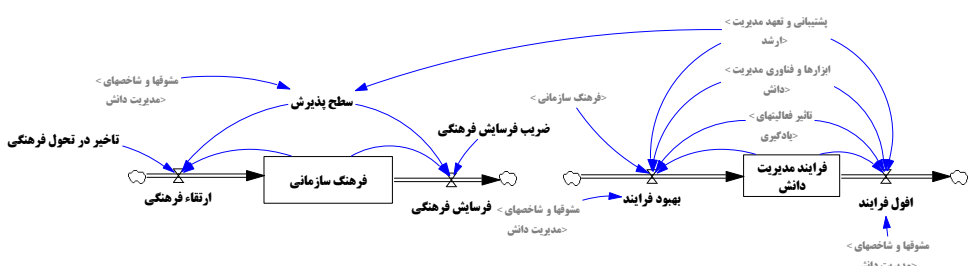 <پشتیبانی و تعهد مدیریت
ارشد>
<مشوقها و شاخصهای
مدیریت دانش>
<ابزارها و فناوری مدیریت
دانش>
سطح پذیرش
<فرهنگ سازمانی>
<تاثیر فعالیتهای
یادگیری>
تاخیر در تحول فرهنگی
ضریب فرسایش فرهنگی
فرهنگ سازمانی
فرایند مدیریت
دانش
ارتقاء فرهنگی
فرسایش فرهنگی
<مشوقها و شاخصهای
مدیریت دانش>
بهبود فرایند
افول فرایند
<مشوقها و شاخصهای
مدیریت دانش>